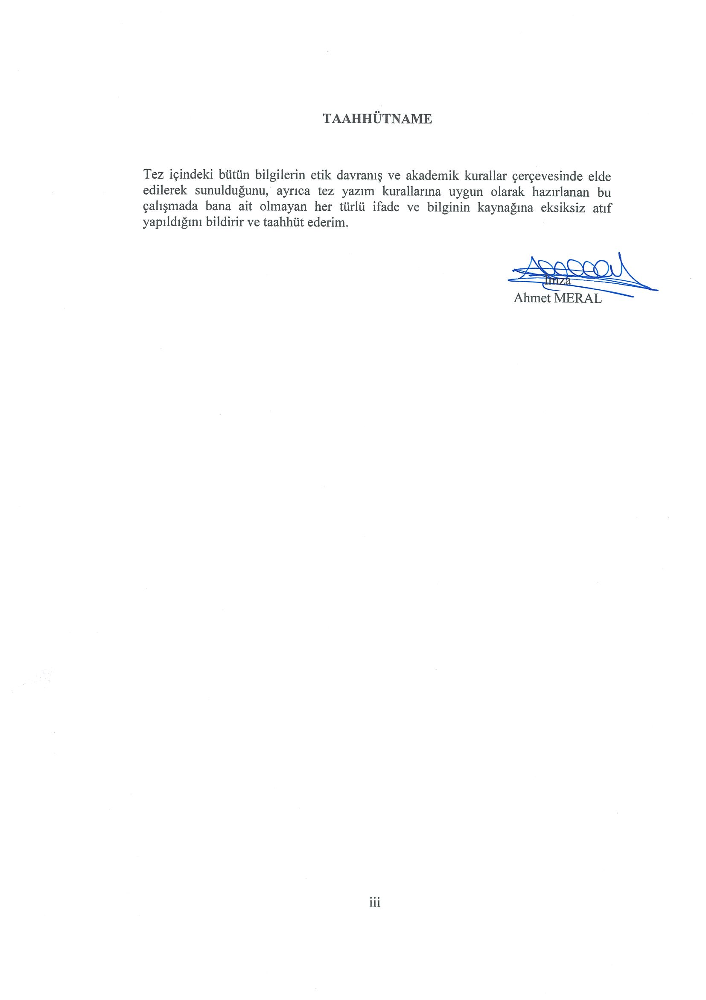 TAAHHÜTNAME
Tez içindeki bütün bilgilerin etik davranış ve akademik kurallar çerçevesinde elde
edilerek sunulduğunu, ayrıca tez yazım kurallarına uygun olarak hazırlanan bu
çalışmada bana ait olmayan her türlü ifade ve bilginin kaynağına eksiksiz atıf
yapıldığını bildirir ve taahhüt ederim.
İmza
Ahmet MERAL
iii